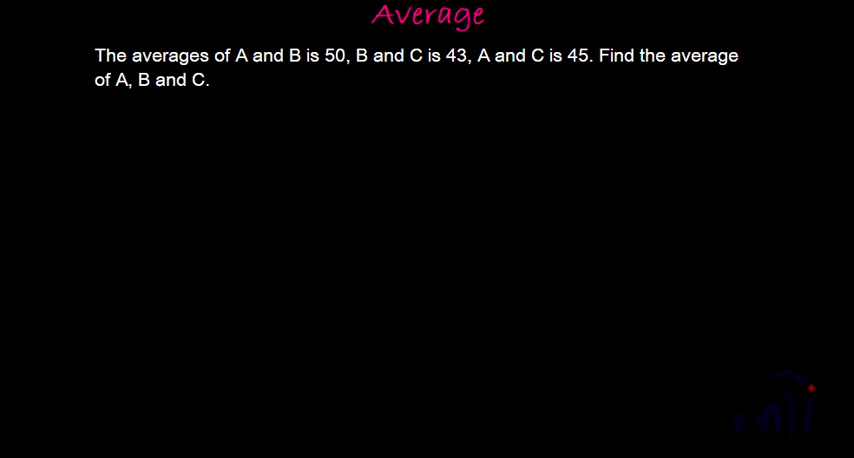 Average
The averages of A and B is 50, B and C is 43, A and C is 45. Find the average
of A, B and C.